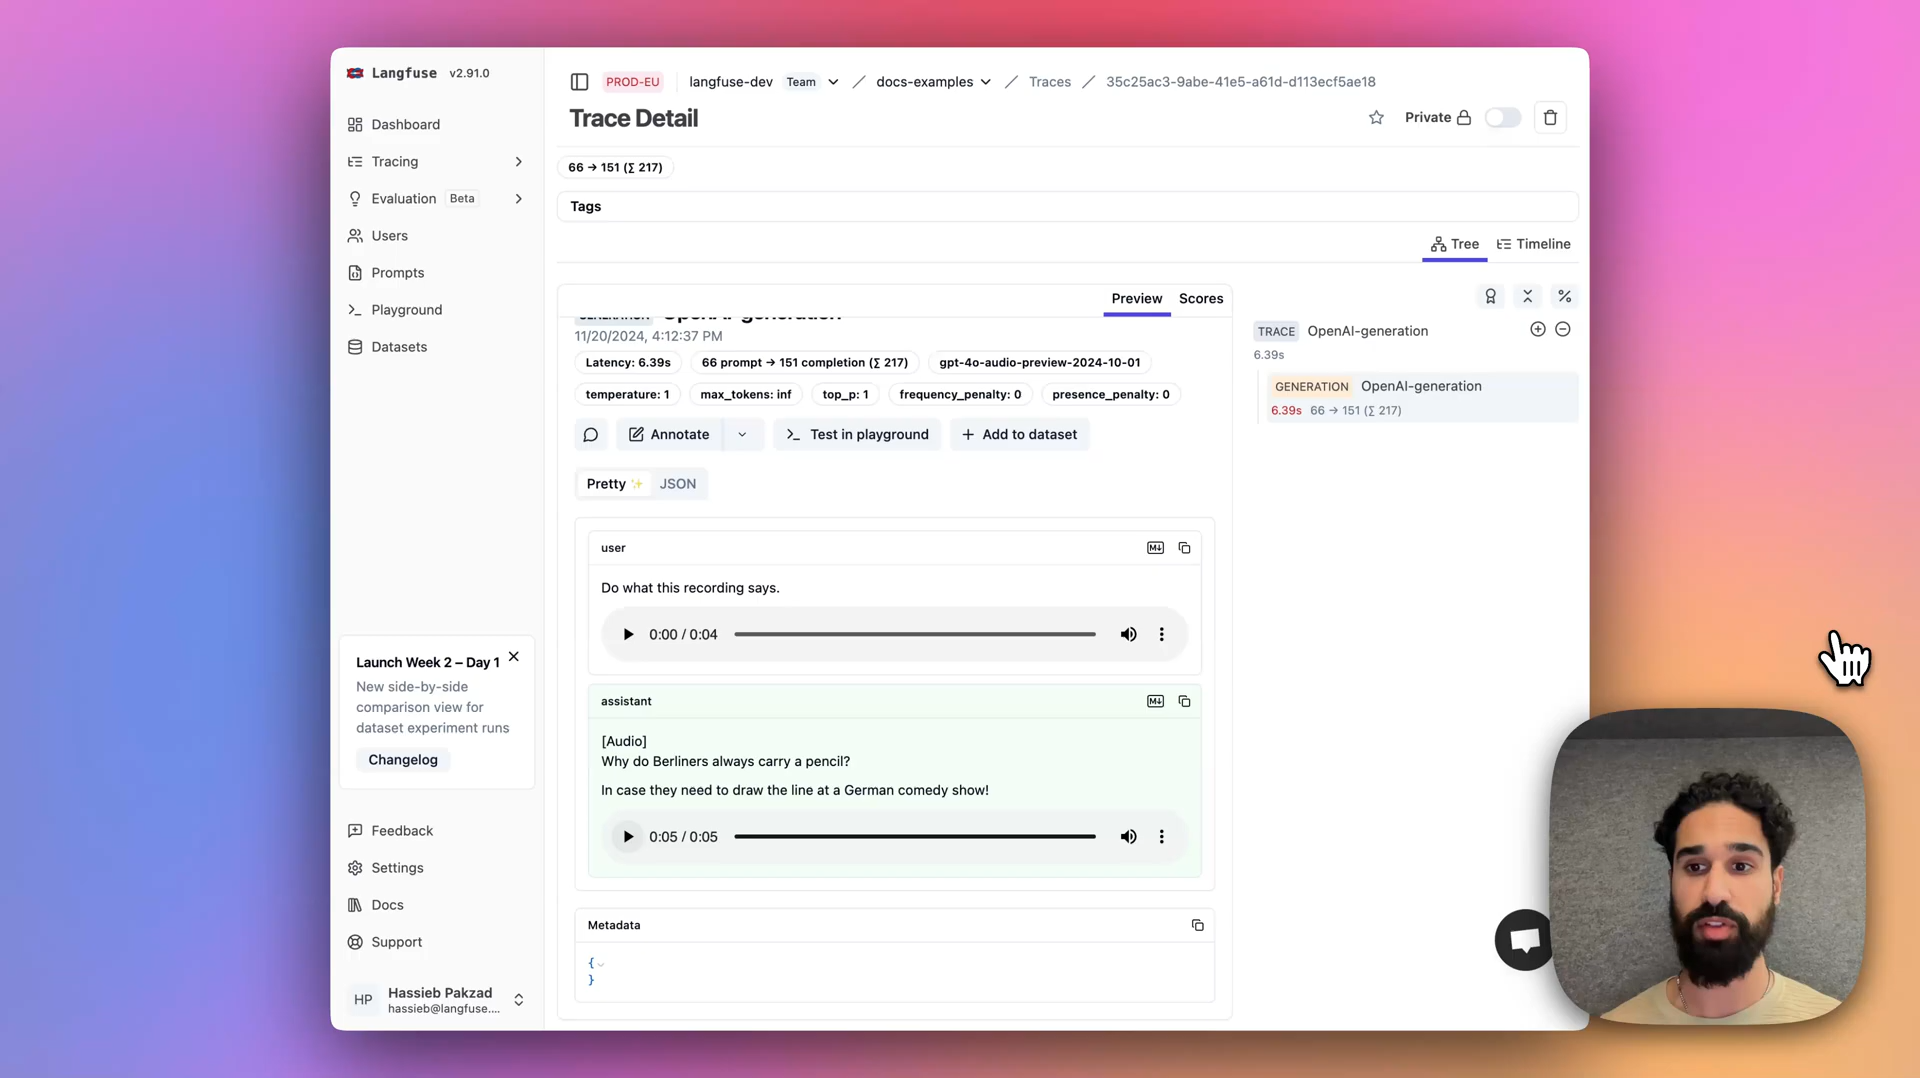 Langfuse v2.91.0
Dashboard
Tracing
Evaluation Beta
Users
Prompts
Playground
Datasets
Launch Week 2 – Day 1
New side-by-side
comparison view for
dataset experiment runs
Changelog
Feedback
Settings
Docs
Support
HP
Hassieb Pakzad
hassieb@langfuse....
PROD-EU langfuse-dev Team / docs-examples / Traces / 35c25ac3-9abe-41e5-a61d-d113ecf5ae18
Trace Detail
Private
66 → 151 (∑ 217)
Tags
Tree Timeline
Preview Scores
GENERATION OpenAI-generation
11/20/2024, 4:12:37 PM
Latency: 6.39s 66 prompt → 151 completion (∑ 217) gpt-4o-audio-preview-2024-10-01
temperature: 1 max_tokens: inf top_p: 1 frequency_penalty: 0 presence_penalty: 0
Annotate Test in playground + Add to dataset
Pretty ✨ JSON
user
Do what this recording says.
0:00 / 0:04
assistant
[Audio]
Why do Berliners always carry a pencil?
In case they need to draw the line at a German comedy show!
0:05 / 0:05
Metadata
{
}
TRACE OpenAI-generation
6.39s
GENERATION OpenAI-generation
6.39s 66 → 151 (∑ 217)